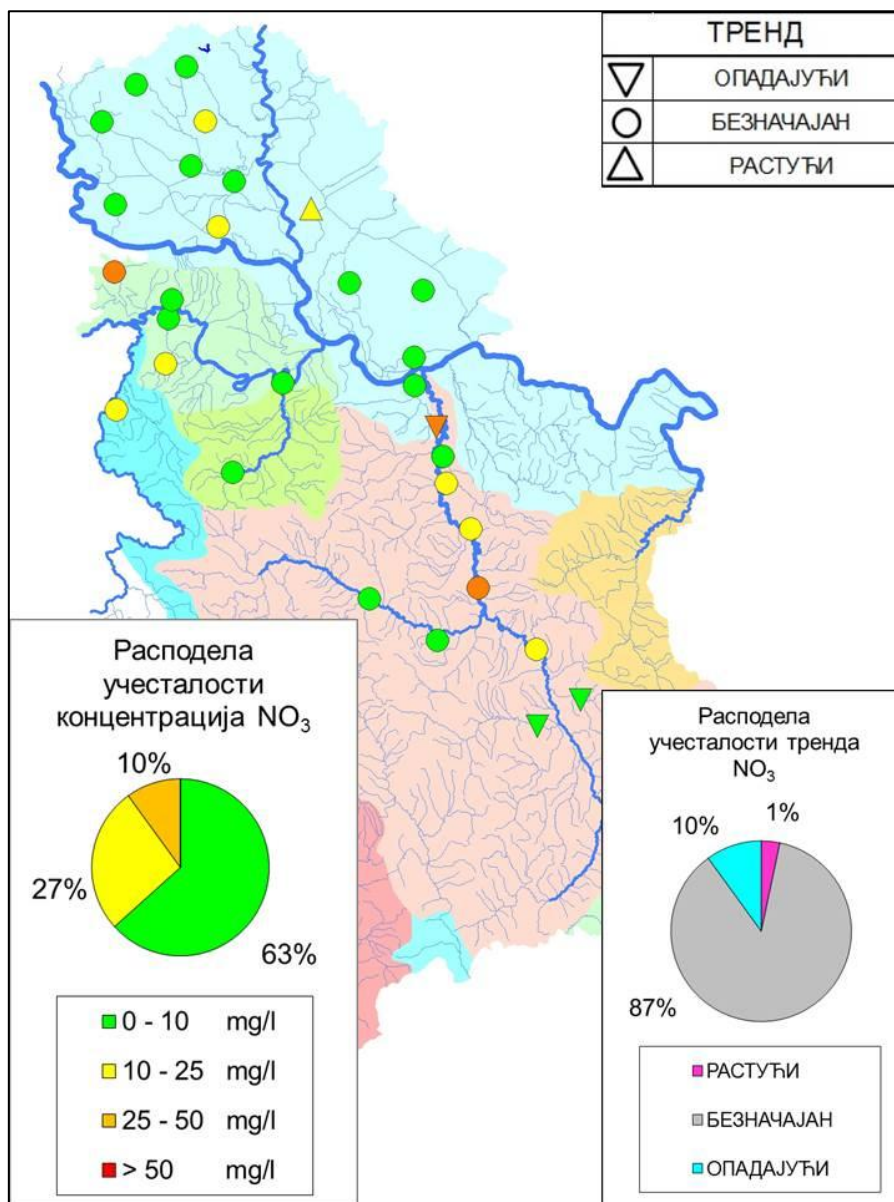 ТРЕНД
ОПАДАЈУЋИ
БЕЗНАЧАЈАН
РАСТУЋИ
Расподела
учесталости
концентрација NO₃
10%
27%
63%
0 - 10 mg/l
10 - 25 mg/l
25 - 50 mg/l
> 50 mg/l
Расподела
учесталости тренда
NO₃
1%
10%
87%
РАСТУЋИ
БЕЗНАЧАЈАН
ОПАДАЈУЋИ